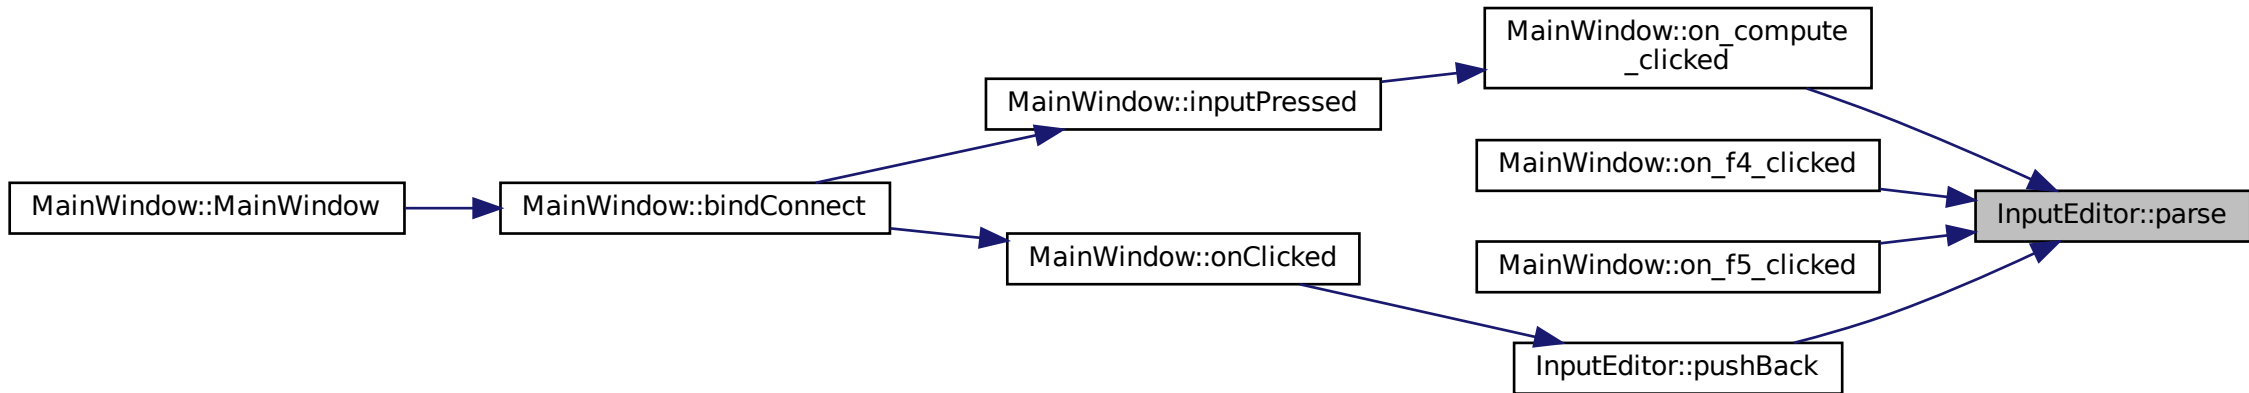 MainWindow::MainWindow
MainWindow::bindConnect
MainWindow::inputPressed
MainWindow::onClicked
MainWindow::on_compute
_clicked
MainWindow::on_f4_clicked
MainWindow::on_f5_clicked
InputEditor::pushBack
InputEditor::parse